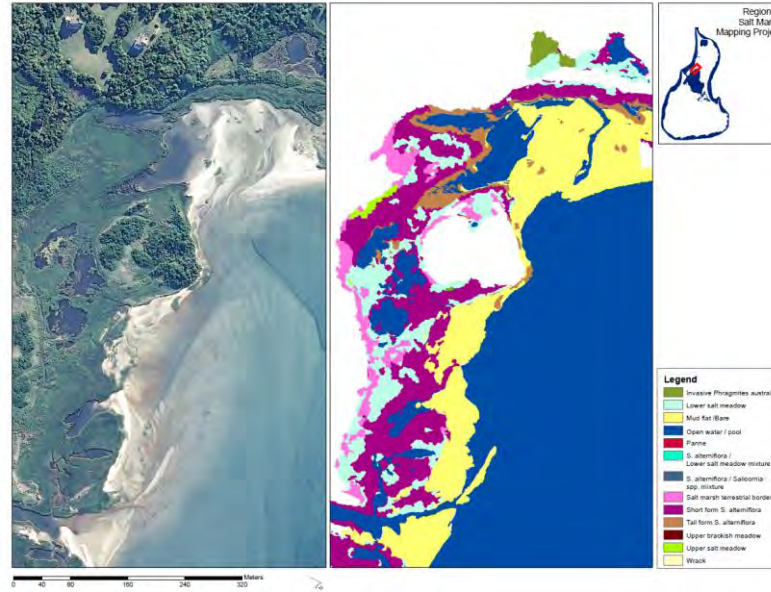 Region
Salt Mar
Mapping Proje
Legend
Invasive Phragmites austral
Lower salt meadow
Mud flat /Bare
Open water / pool
Panne
S. alterniflora /
Lower salt meadow mixture
S. alterniflora / Salicornia
spp. mixture
Salt marsh terrestrial border
Short form S. alterniflora
Tall form S. alterniflora
Upper brackish meadow
Upper salt meadow
Wrack
Meters
0 40 80 160 240 320